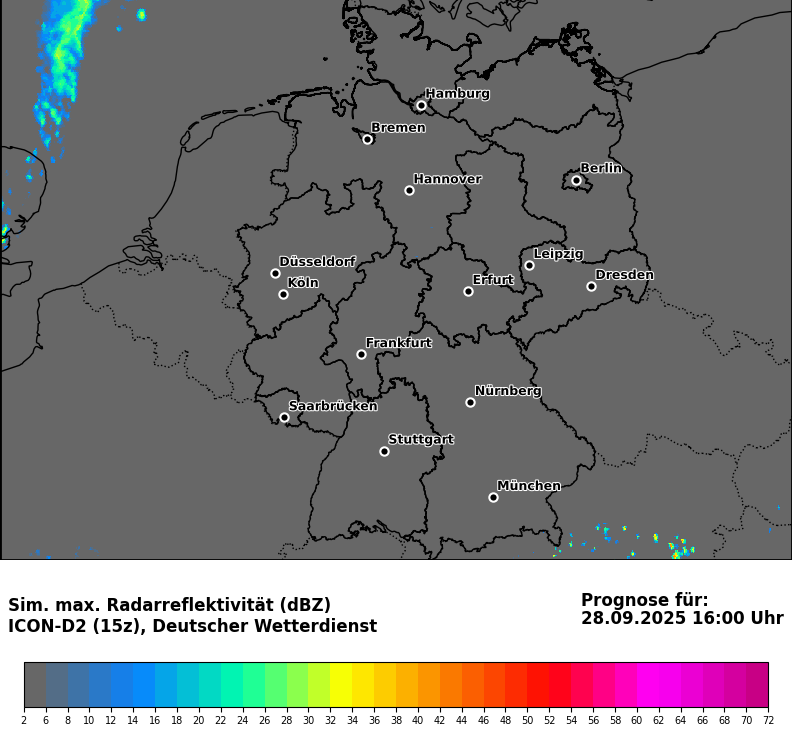 Hamburg
Bremen
Berlin
Hannover
Leipzig
Düsseldorf
Dresden
Köln
Erfurt
Frankfurt
Nürnberg
Saarbrücken
Stuttgart
München
Sim. max. Radarreflektivität (dBZ)
ICON-D2 (15z), Deutscher Wetterdienst
Prognose für:
28.09.2025 16:00 Uhr
2 6 8 10 12 14 16 18 20 22 24 26 28 30 32 34 36 38 40 42 44 46 48 50 52 54 56 58 60 62 64 66 68 70 72